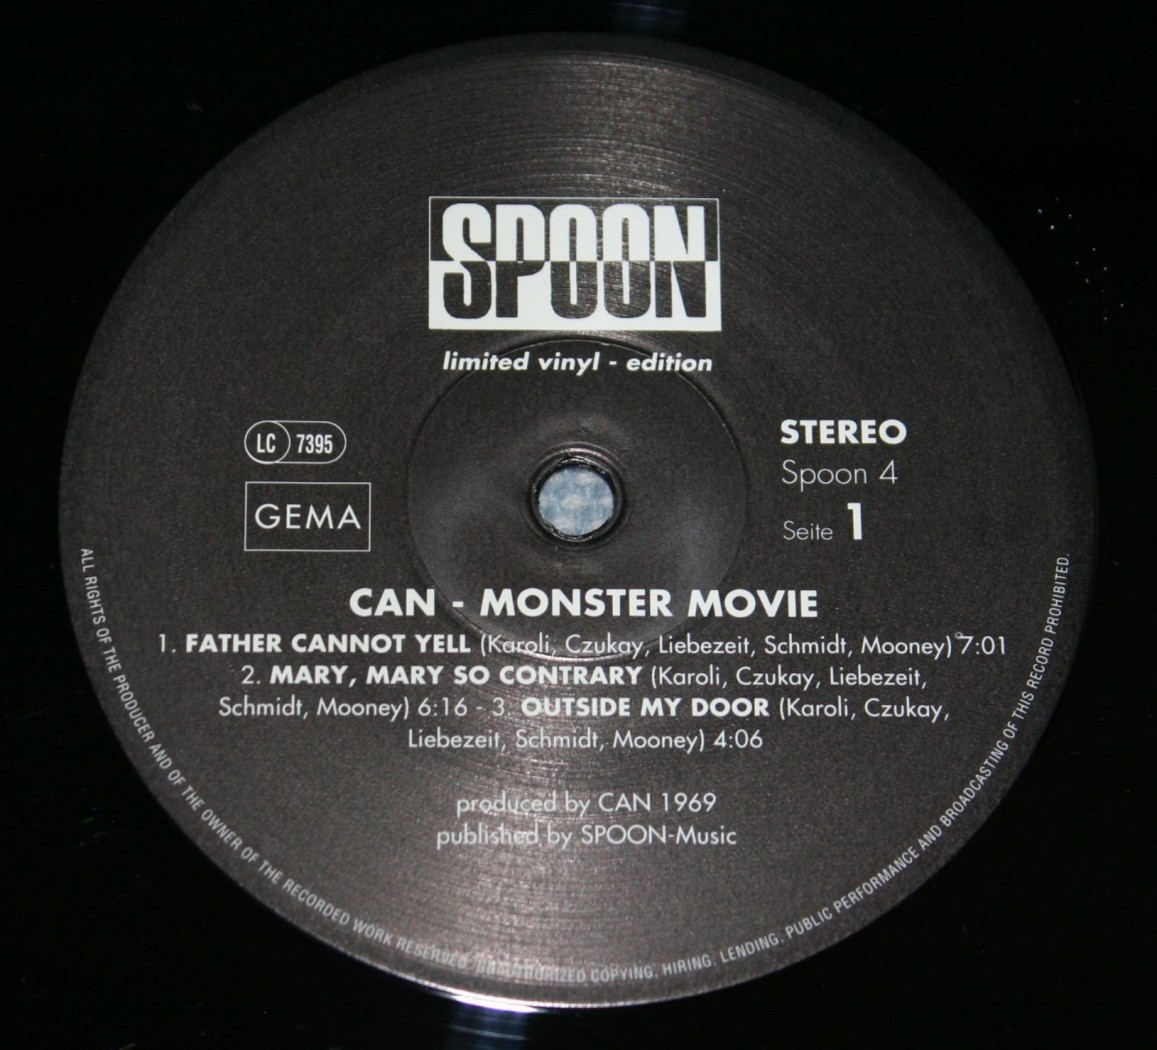 SPOON
limited vinyl - edition
LC 7395
GEMA
STEREO
Spoon 4
Seite 1
CAN - MONSTER MOVIE
1. FATHER CANNOT YELL (Karoli, Czukay, Liebezeit, Schmidt, Mooney) 7:01
2. MARY, MARY SO CONTRARY (Karoli, Czukay, Liebezeit,
Schmidt, Mooney) 6:16 - 3. OUTSIDE MY DOOR (Karoli, Czukay,
Liebezeit, Schmidt, Mooney) 4:06
produced by CAN 1969
published by SPOON-Music
ALL RIGHTS OF THE PRODUCER AND OF THE OWNER OF THE RECORDED WORK RESERVED. UNAUTHORIZED COPYING, HIRING, LENDING, PUBLIC PERFORMANCE AND BROADCASTING OF THIS RECORD PROHIBITED.